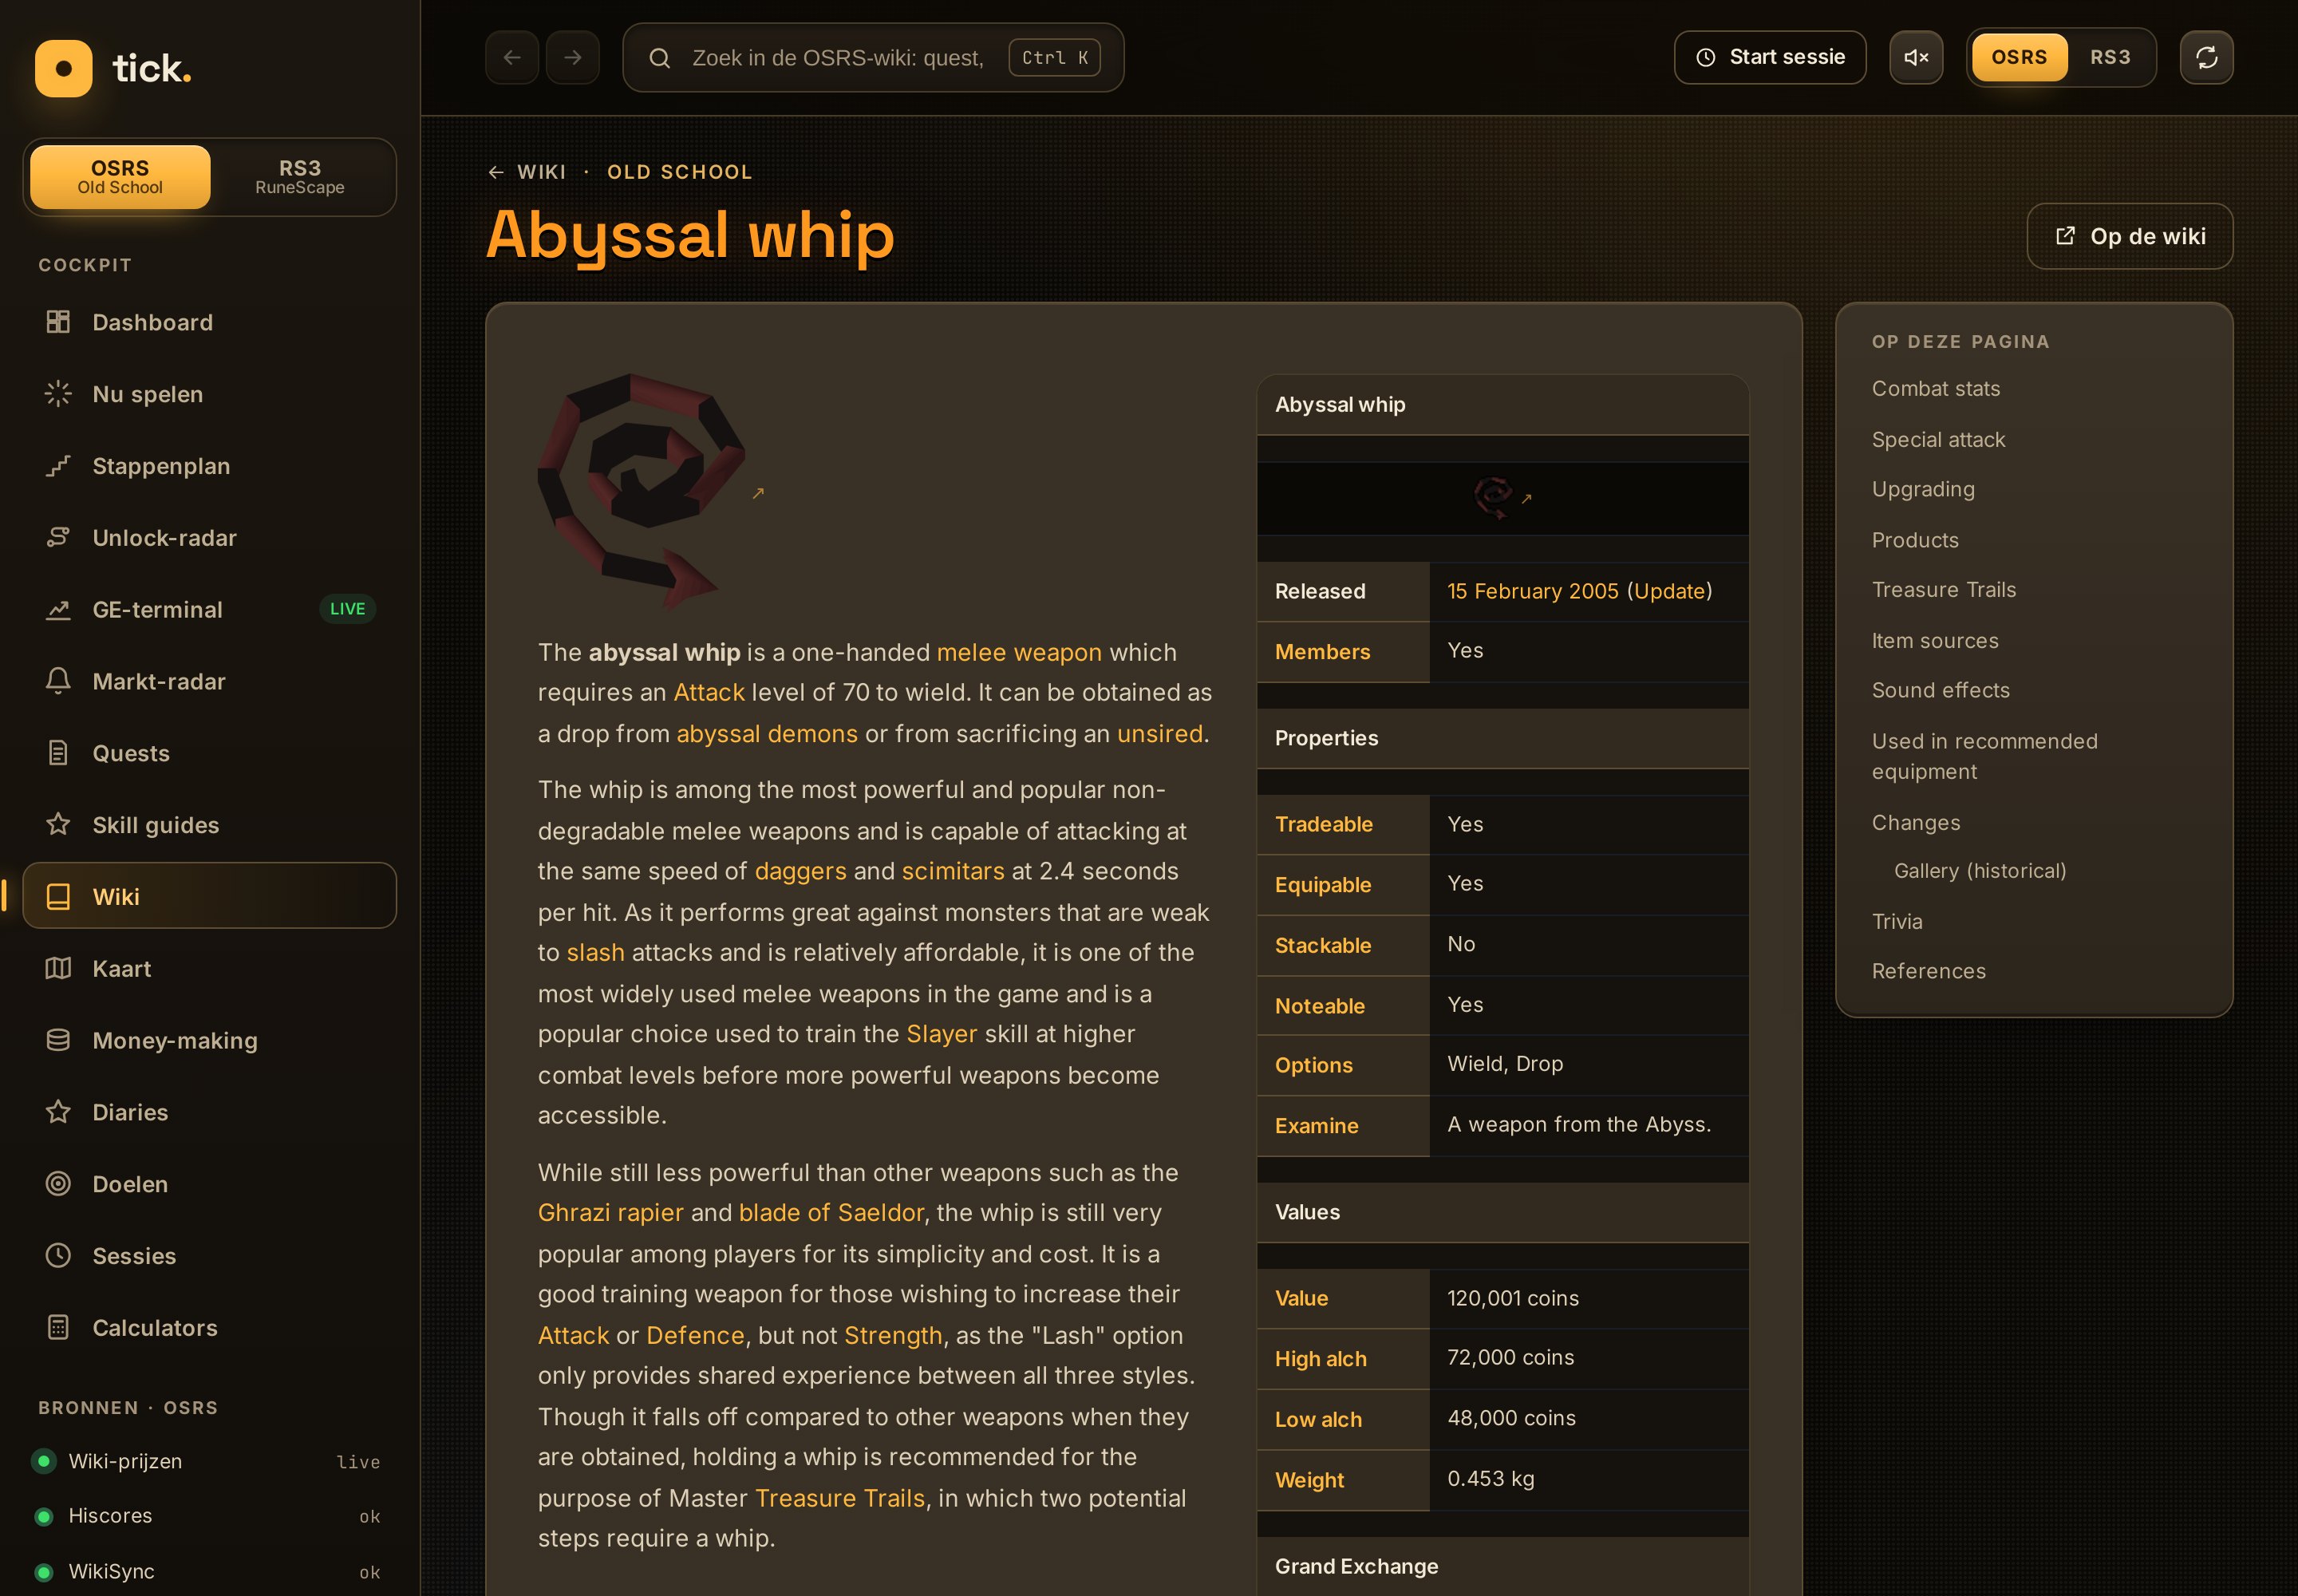 tick.
OSRS
Old School
RS3
RuneScape
COCKPIT
Dashboard
Nu spelen
Stappenplan
Unlock-radar
GE-terminal LIVE
Markt-radar
Quests
Skill guides
Wiki
Kaart
Money-making
Diaries
Doelen
Sessies
Calculators
BRONNEN · OSRS
Wiki-prijzen live
Hiscores ok
WikiSync ok
Zoek in de OSRS-wiki: quest, Ctrl K
Start sessie
OSRS RS3
← WIKI · OLD SCHOOL
Abyssal whip
Op de wiki
The abyssal whip is a one-handed melee weapon which
requires an Attack level of 70 to wield. It can be obtained as
a drop from abyssal demons or from sacrificing an unsired.
The whip is among the most powerful and popular non-
degradable melee weapons and is capable of attacking at
the same speed of daggers and scimitars at 2.4 seconds
per hit. As it performs great against monsters that are weak
to slash attacks and is relatively affordable, it is one of the
most widely used melee weapons in the game and is a
popular choice used to train the Slayer skill at higher
combat levels before more powerful weapons become
accessible.
While still less powerful than other weapons such as the
Ghrazi rapier and blade of Saeldor, the whip is still very
popular among players for its simplicity and cost. It is a
good training weapon for those wishing to increase their
Attack or Defence, but not Strength, as the "Lash" option
only provides shared experience between all three styles.
Though it falls off compared to other weapons when they
are obtained, holding a whip is recommended for the
purpose of Master Treasure Trails, in which two potential
steps require a whip.
Abyssal whip
Released 15 February 2005 (Update)
Members Yes
Properties
Tradeable Yes
Equipable Yes
Stackable No
Noteable Yes
Options Wield, Drop
Examine A weapon from the Abyss.
Values
Value 120,001 coins
High alch 72,000 coins
Low alch 48,000 coins
Weight 0.453 kg
Grand Exchange
OP DEZE PAGINA
Combat stats
Special attack
Upgrading
Products
Treasure Trails
Item sources
Sound effects
Used in recommended
equipment
Changes
Gallery (historical)
Trivia
References